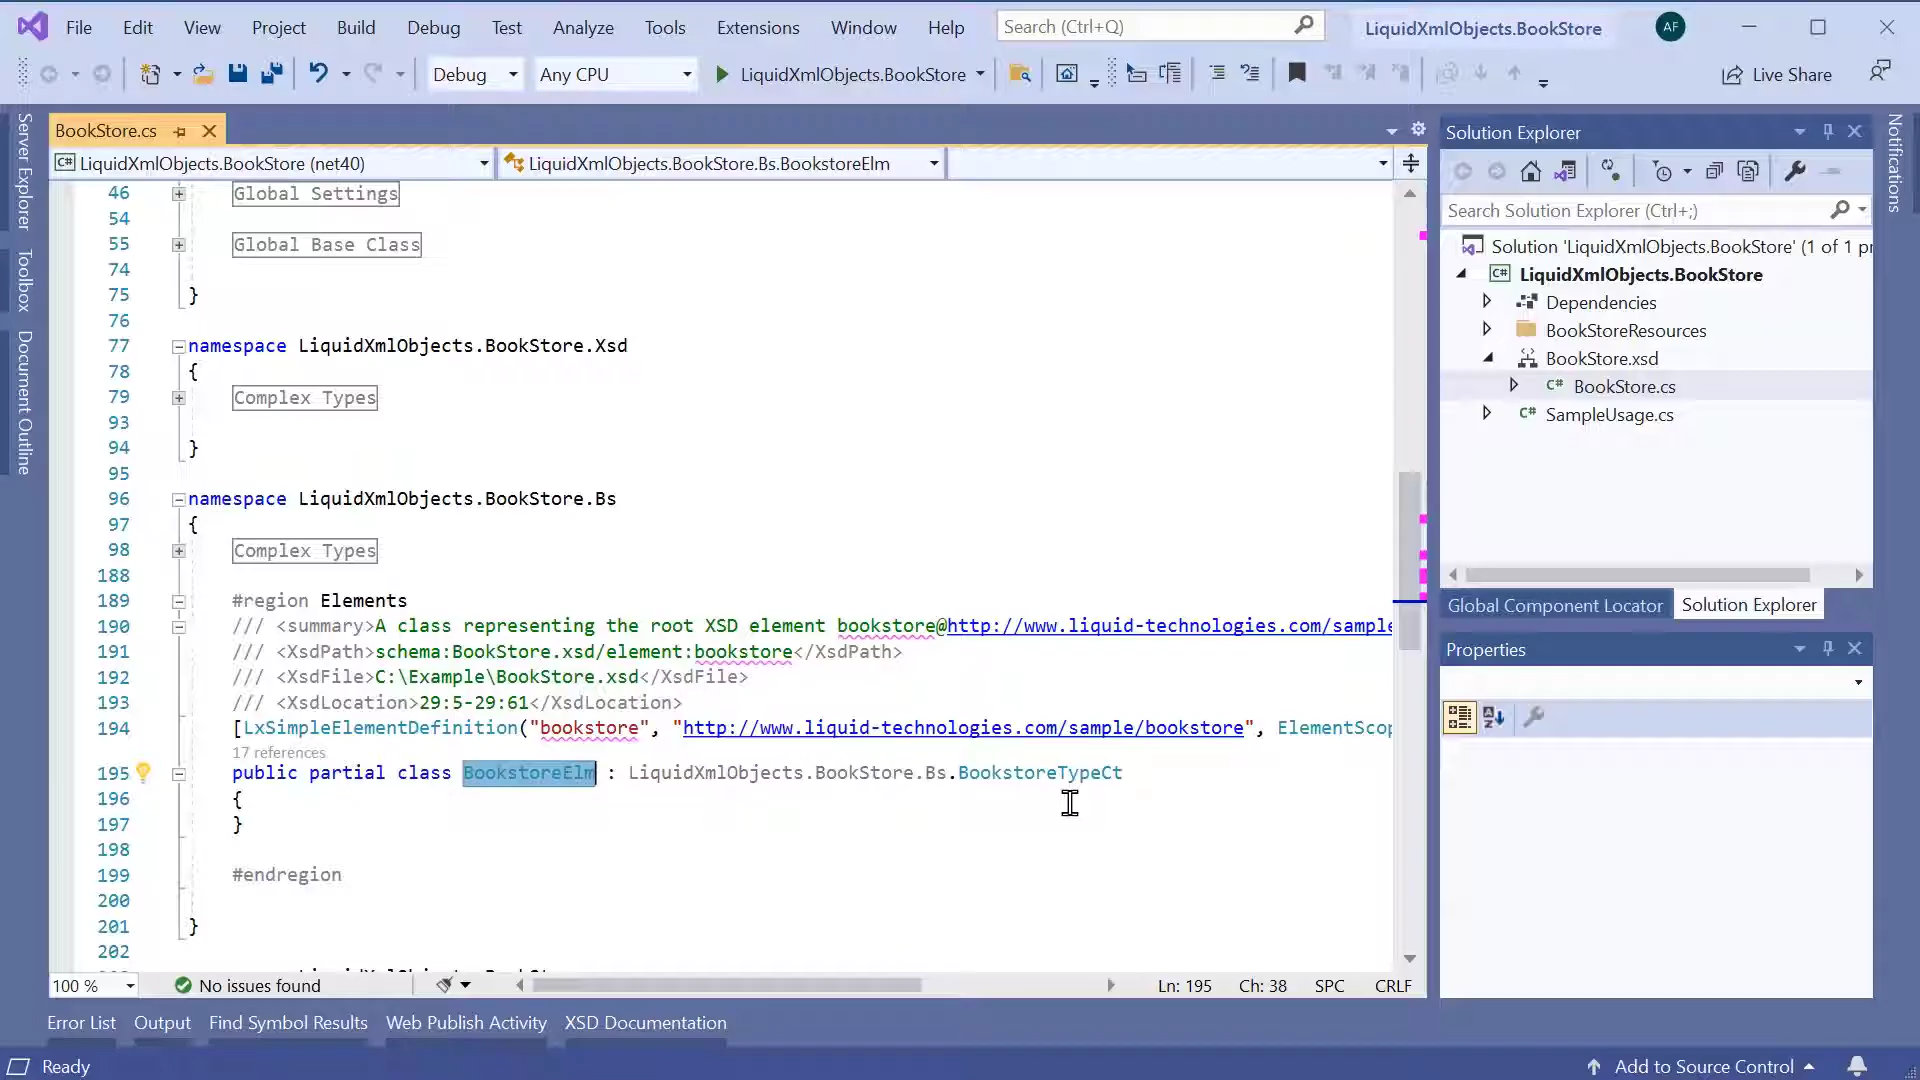 File Edit View Project Build Debug Test Analyze Tools Extensions Window Help Search (Ctrl+Q) LiquidXmlObjects.BookStore AF
Debug Any CPU LiquidXmlObjects.BookStore Live Share
Server Explorer
Toolbox
Document Outline
BookStore.cs
LiquidXmlObjects.BookStore (net40) LiquidXmlObjects.BookStore.Bs.BookstoreElm
46 Global Settings
54
55 Global Base Class
74
75 }
76
77 namespace LiquidXmlObjects.BookStore.Xsd
78 {
79 Complex Types
93
94 }
95
96 namespace LiquidXmlObjects.BookStore.Bs
97 {
98 Complex Types
188
189 #region Elements
190 /// <summary>A class representing the root XSD element bookstore@http://www.liquid-technologies.com/sample
191 /// <XsdPath>schema:BookStore.xsd/element:bookstore</XsdPath>
192 /// <XsdFile>C:\Example\BookStore.xsd</XsdFile>
193 /// <XsdLocation>29:5-29:61</XsdLocation>
194 [LxSimpleElementDefinition("bookstore", "http://www.liquid-technologies.com/sample/bookstore", ElementScop
17 references
195 public partial class BookstoreElm : LiquidXmlObjects.BookStore.Bs.BookstoreTypeCt
196 {
197 }
198
199 #endregion
200
201 }
202
100 % No issues found Ln: 195 Ch: 38 SPC CRLF
Solution Explorer
Search Solution Explorer (Ctrl+;)
Solution 'LiquidXmlObjects.BookStore' (1 of 1 pr
C# LiquidXmlObjects.BookStore
Dependencies
BookStoreResources
BookStore.xsd
C# BookStore.cs
C# SampleUsage.cs
Global Component Locator Solution Explorer
Properties
Notifications
Error List Output Find Symbol Results Web Publish Activity XSD Documentation
Ready Add to Source Control